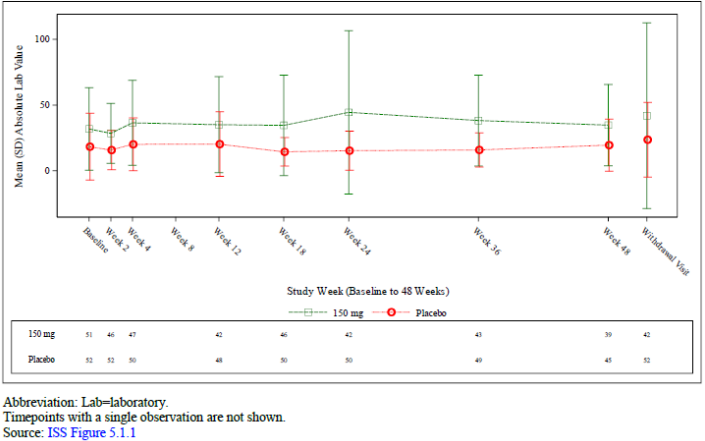 100
50
0
Mean (SD) Absolute Lab Value
Baseline
Week 2
Week 4
Week 8
Week 12
Week 18
Week 24
Week 36
Week 48
Withdrawal Visit
Study Week (Baseline to 48 Weeks)
150 mg Placebo
150 mg 51 46 47 42 46 42 43 39 42
Placebo 52 52 50 48 50 50 49 45 52
Abbreviation: Lab=laboratory.
Timepoints with a single observation are not shown.
Source: ISS Figure 5.1.1